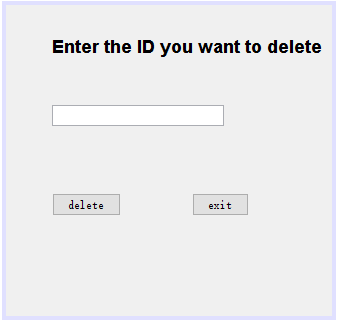 Enter the ID you want to delete
delete
exit